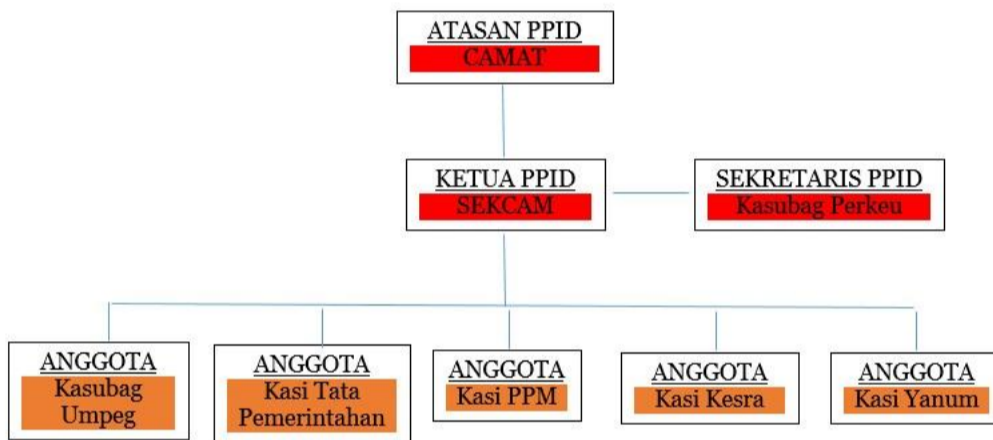 ATASAN PPID
CAMAT
KETUA PPID
SEKCAM
SEKRETARIS PPID
Kasubag Perkeu
ANGGOTA
Kasubag
Umpeg
ANGGOTA
Kasi Tata
Pemerintahan
ANGGOTA
Kasi PPM
ANGGOTA
Kasi Kesra
ANGGOTA
Kasi Yanum